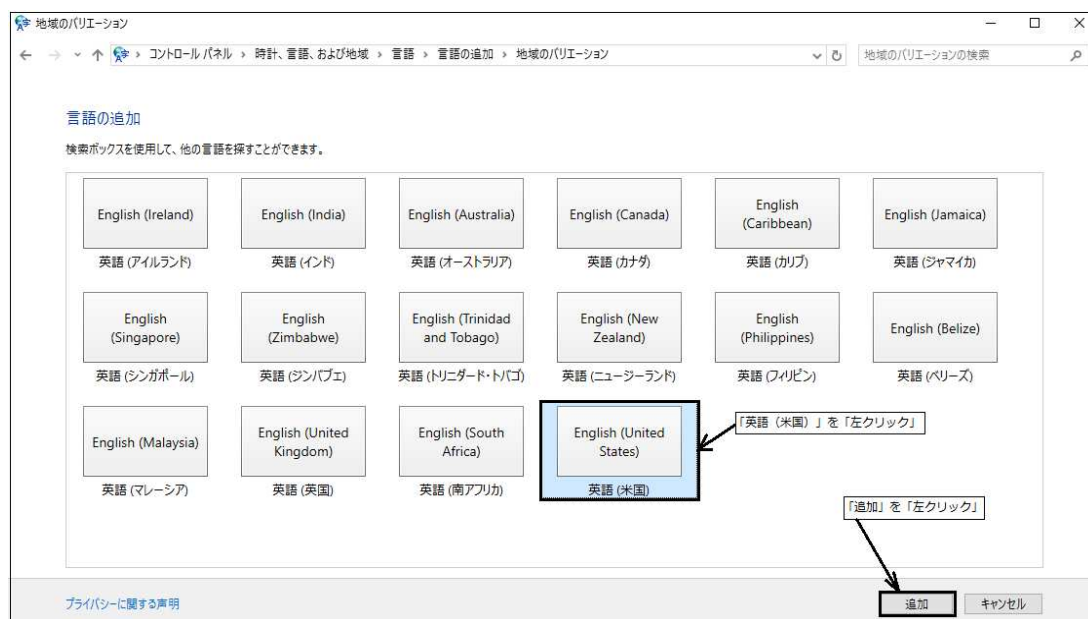 地域のバリエーション
コントロール パネル > 時計、言語、および地域 > 言語 > 言語の追加 > 地域のバリエーション
地域のバリエーションの検索
言語の追加
検索ボックスを使用して、他の言語を探すことができます。
English (Ireland)
英語 (アイルランド)
English (India)
英語 (インド)
English (Australia)
英語 (オーストラリア)
English (Canada)
英語 (カナダ)
English
(Caribbean)
英語 (カリブ)
English (Jamaica)
英語 (ジャマイカ)
English
(Singapore)
英語 (シンガポール)
English
(Zimbabwe)
英語 (ジンバブエ)
English (Trinidad
and Tobago)
英語 (トリニダード・トバゴ)
English (New
Zealand)
英語 (ニュージーランド)
English
(Philippines)
英語 (フィリピン)
English (Belize)
英語 (ベリーズ)
English (Malaysia)
英語 (マレーシア)
English (United
Kingdom)
英語 (英国)
English (South
Africa)
英語 (南アフリカ)
English (United
States)
英語 (米国)
「英語（米国）」を「左クリック」
「追加」を「左クリック」
プライバシーに関する声明
追加
キャンセル